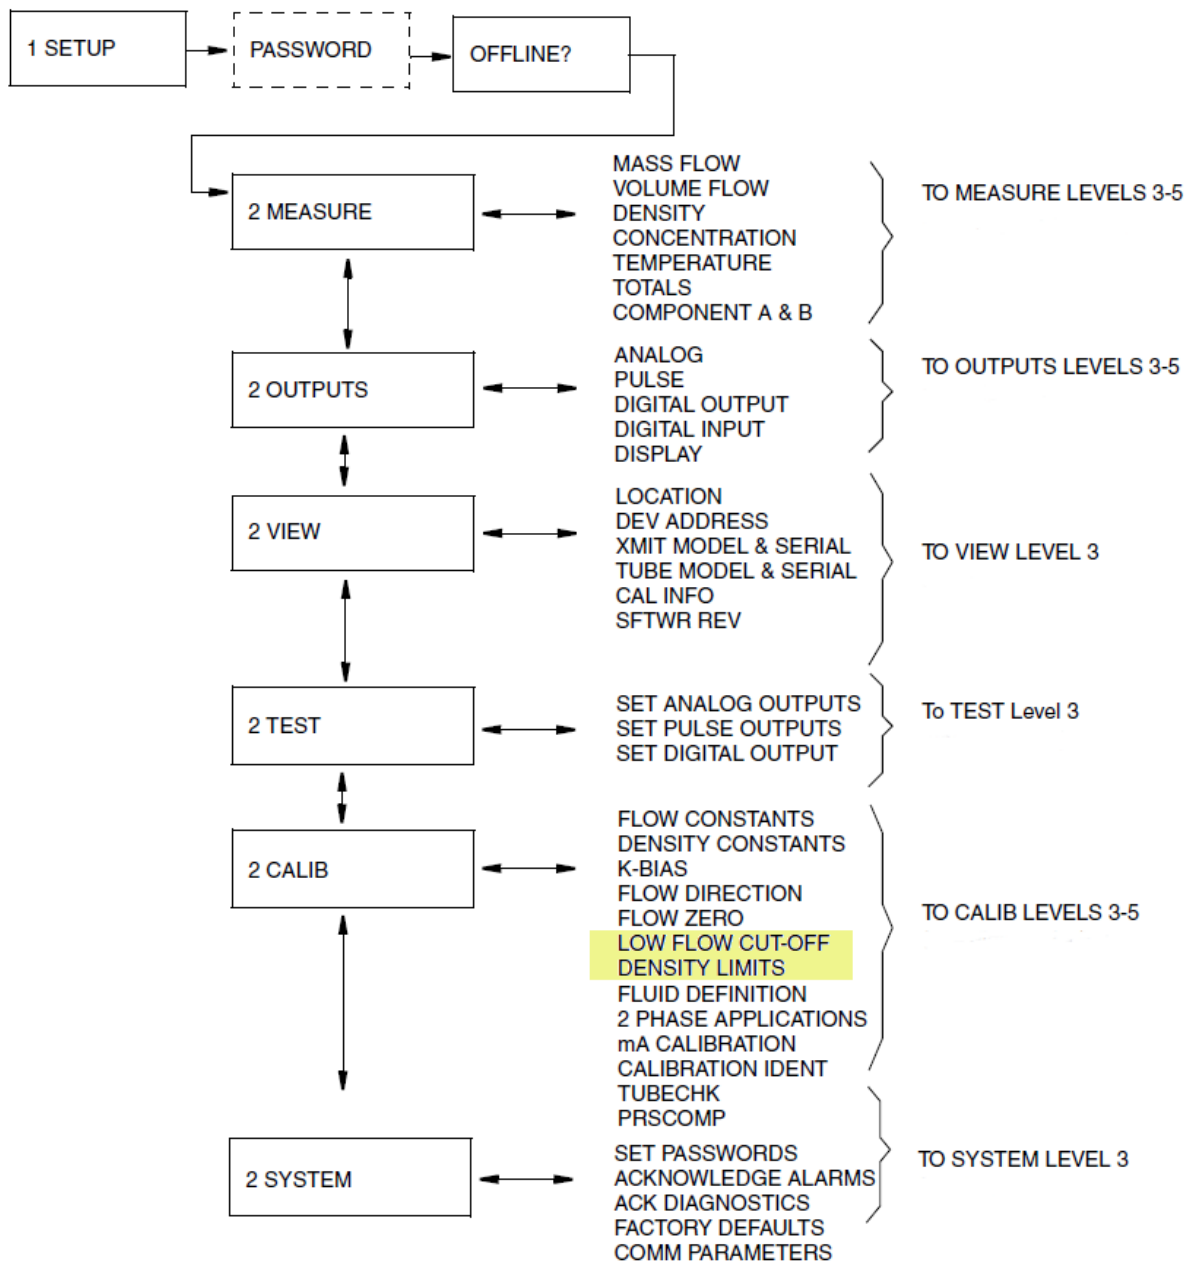 1 SETUP
PASSWORD
OFFLINE?
2 MEASURE
MASS FLOW
VOLUME FLOW
DENSITY
CONCENTRATION
TEMPERATURE
TOTALS
COMPONENT A & B
TO MEASURE LEVELS 3-5
2 OUTPUTS
ANALOG
PULSE
DIGITAL OUTPUT
DIGITAL INPUT
DISPLAY
TO OUTPUTS LEVELS 3-5
2 VIEW
LOCATION
DEV ADDRESS
XMIT MODEL & SERIAL
TUBE MODEL & SERIAL
CAL INFO
SFTWR REV
TO VIEW LEVEL 3
2 TEST
SET ANALOG OUTPUTS
SET PULSE OUTPUTS
SET DIGITAL OUTPUT
To TEST Level 3
2 CALIB
FLOW CONSTANTS
DENSITY CONSTANTS
K-BIAS
FLOW DIRECTION
FLOW ZERO
LOW FLOW CUT-OFF
DENSITY LIMITS
FLUID DEFINITION
2 PHASE APPLICATIONS
mA CALIBRATION
CALIBRATION IDENT
TUBECHK
PRSCOMP
TO CALIB LEVELS 3-5
2 SYSTEM
SET PASSWORDS
ACKNOWLEDGE ALARMS
ACK DIAGNOSTICS
FACTORY DEFAULTS
COMM PARAMETERS
TO SYSTEM LEVEL 3